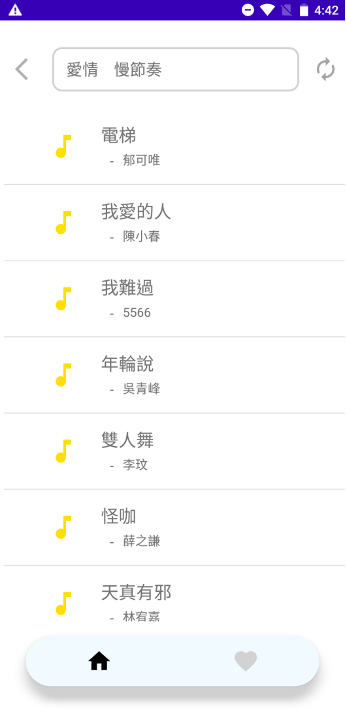 4:42
愛情　慢節奏
電梯
- 郁可唯
我愛的人
- 陳小春
我難過
- 5566
年輪說
- 吳青峰
雙人舞
- 李玟
怪咖
- 薛之謙
天真有邪
- 林宥嘉